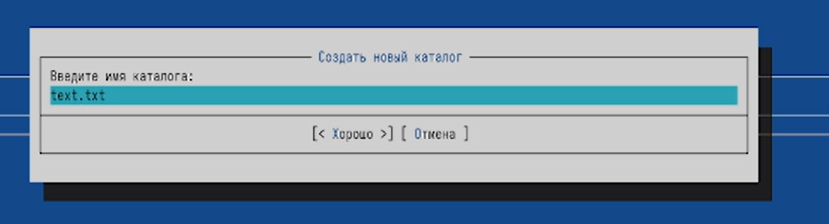 Создать новый каталог
Введите имя каталога:
text.txt
[< Хорошо >] [ Отмена ]